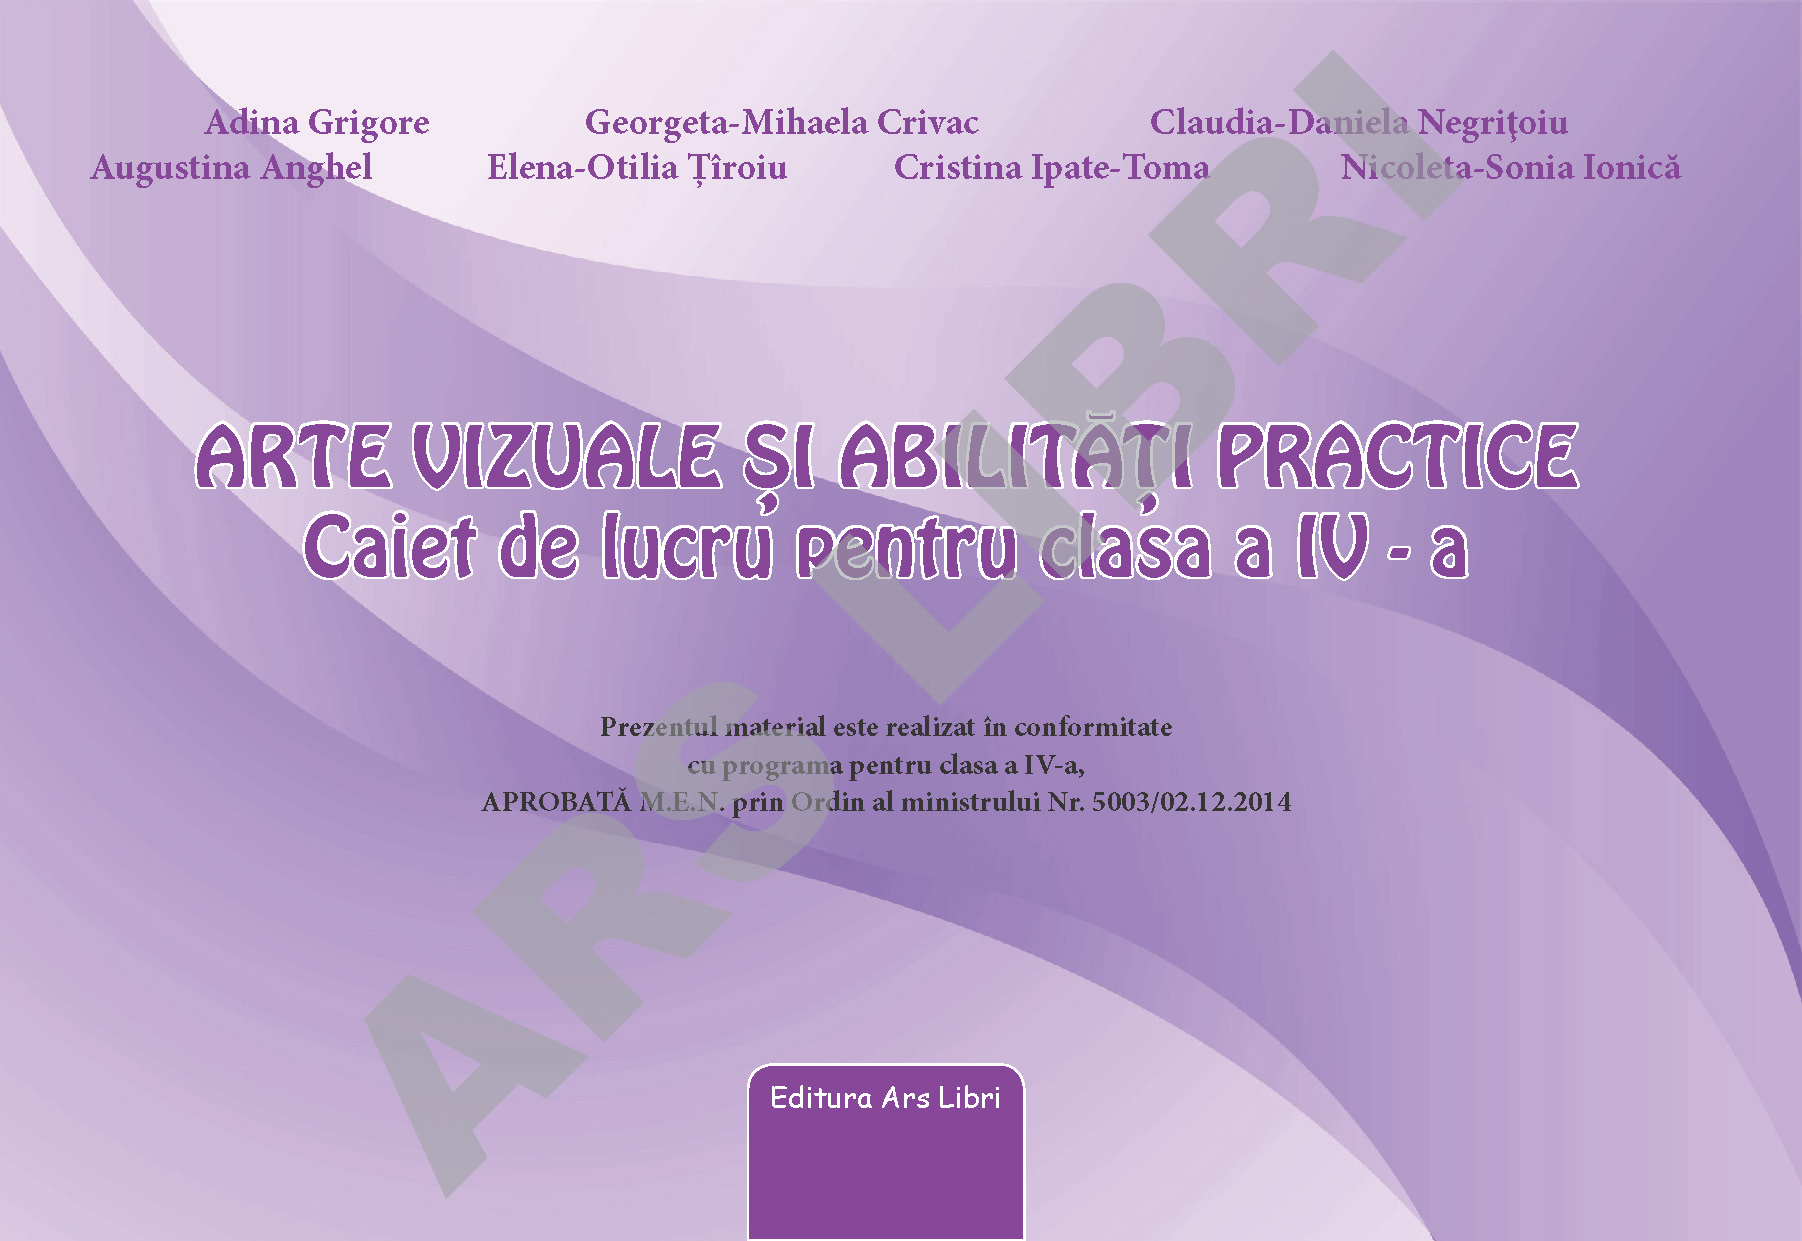 Adina Grigore Georgeta-Mihaela Crivac Claudia-Daniela Negrițoiu
Augustina Anghel Elena-Otilia Țîroiu Cristina Ipate-Toma Nicoleta-Sonia Ionică
ARTE VIZUALE ȘI ABILITĂȚI PRACTICE
Caiet de lucru pentru clasa a IV - a
Prezentul material este realizat în conformitate
cu programa pentru clasa a IV-a,
APROBATĂ M.E.N. prin Ordin al ministrului Nr. 5003/02.12.2014
ARS LIBRI
Editura Ars Libri